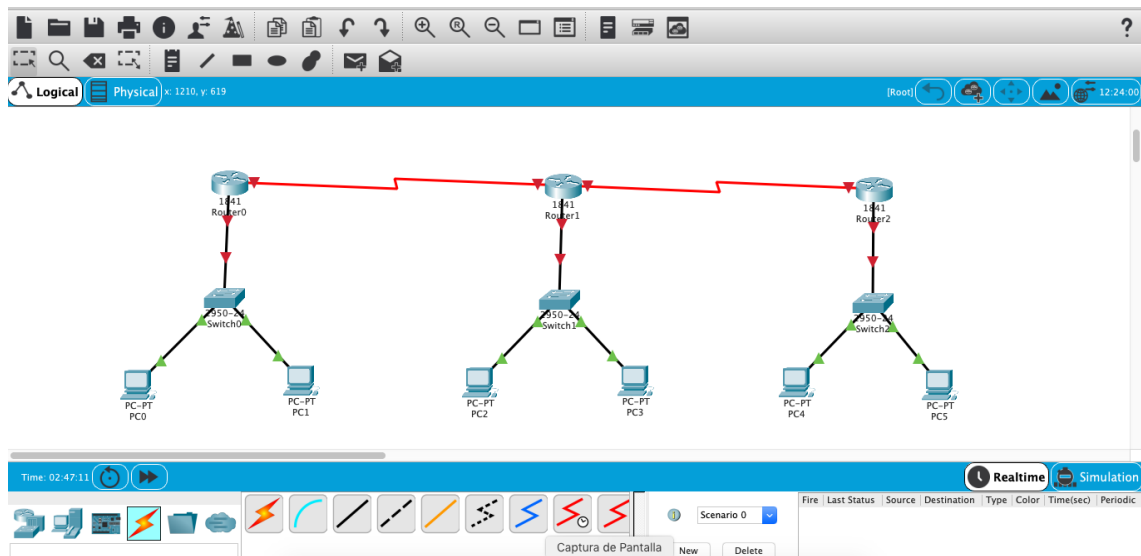 ?
Logical Physical x: 1210, y: 619 [Root] 12:24:00
1841
Router0
1841
Router1
1841
Router2
2950-24
Switch0
2950-24
Switch1
2950-24
Switch2
PC-PT
PC0
PC-PT
PC1
PC-PT
PC2
PC-PT
PC3
PC-PT
PC4
PC-PT
PC5
Time: 02:47:11 Realtime Simulation
Scenario 0
Fire Last Status Source Destination Type Color Time(sec) Periodic
Captura de Pantalla
New Delete